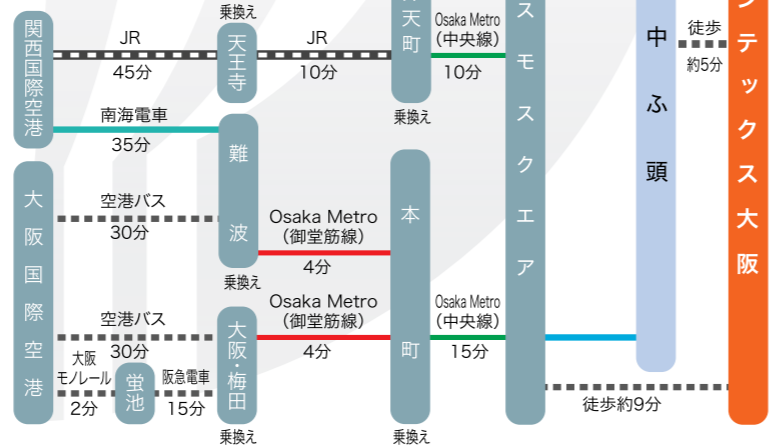 関西国際空港
JR
45分
乗換え
天王寺
JR
10分
天町
乗換え
Osaka Metro
（中央線）
10分
スモスクエア
中ふ頭
徒歩
約5分
ンテックス大阪
南海電車
35分
難波
乗換え
大阪国際空港
空港バス
30分
Osaka Metro
（御堂筋線）
4分
本町
乗換え
空港バス
30分
大阪・梅田
乗換え
Osaka Metro
（御堂筋線）
4分
Osaka Metro
（中央線）
15分
大阪
モノレール
2分
蛍池
阪急電車
15分
徒歩約9分